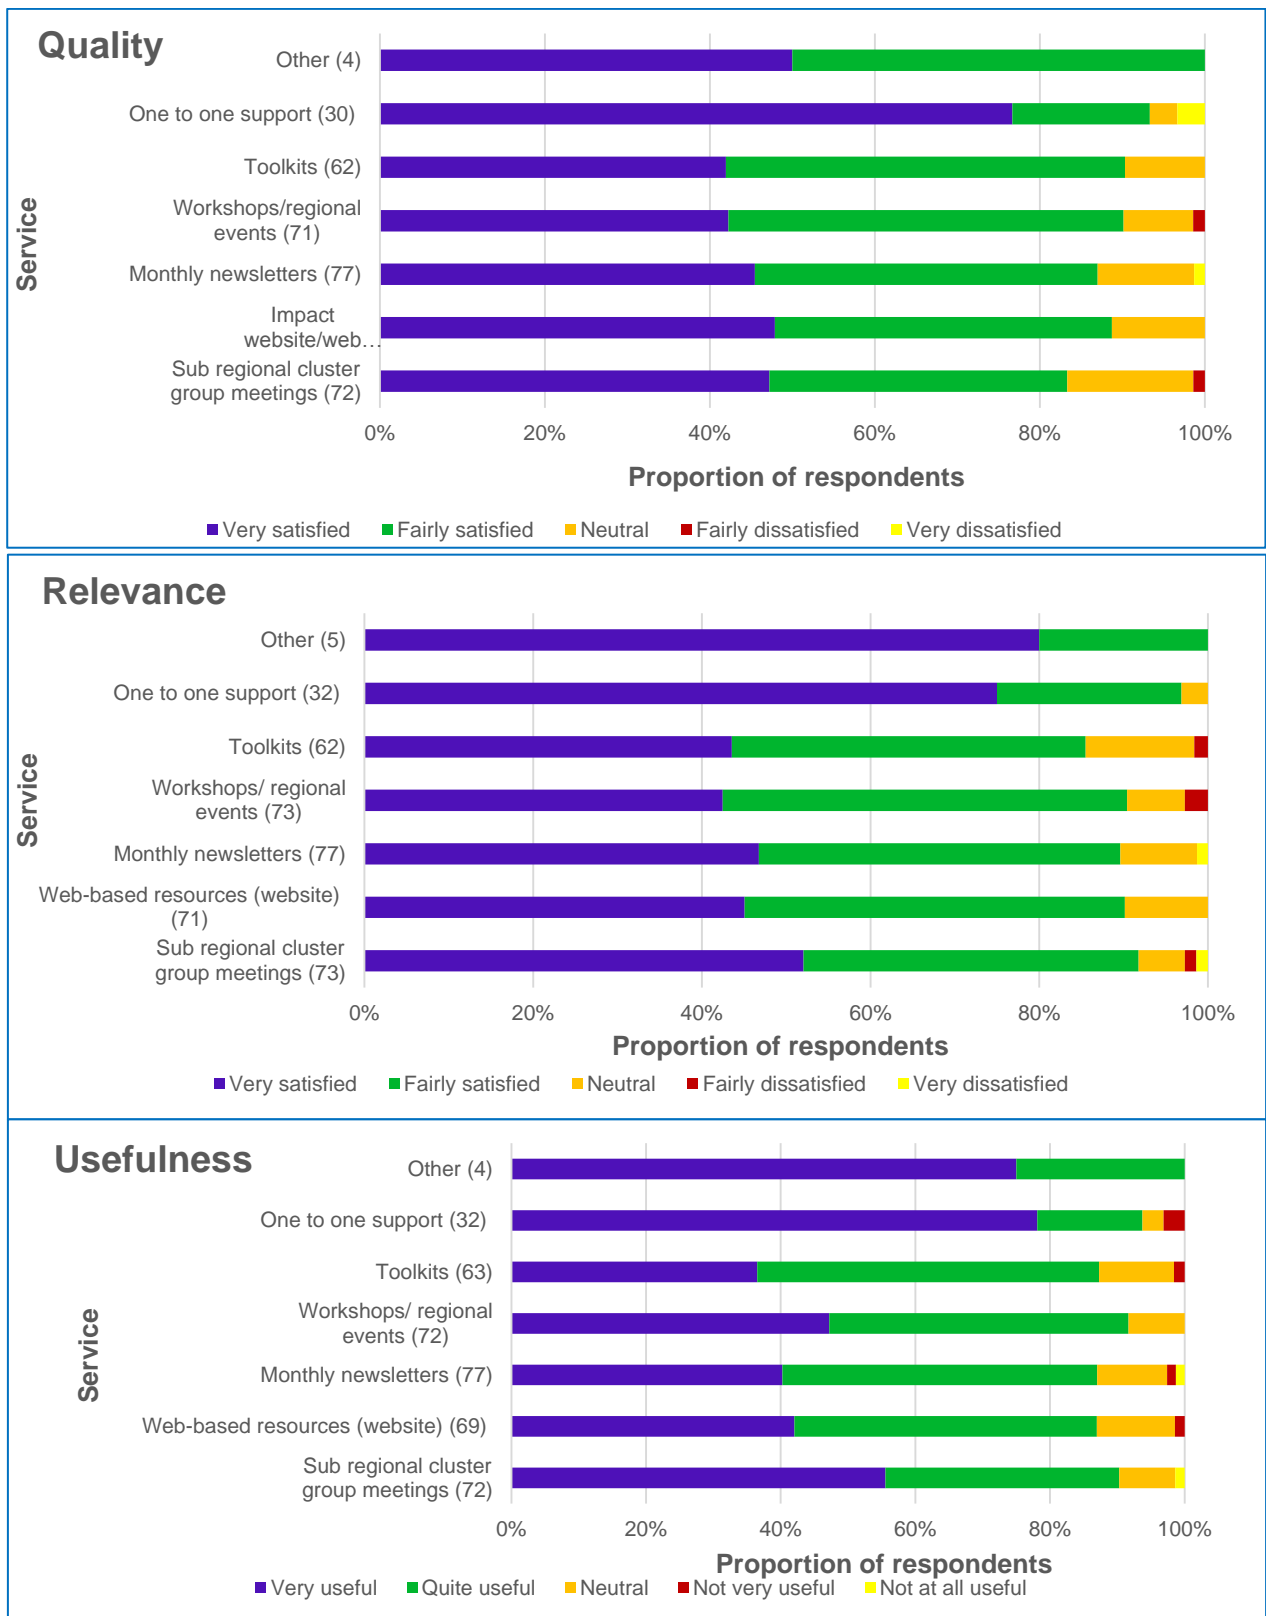 Quality
Other (4)
One to one support (30)
Toolkits (62)
Workshops/regional
events (71)
Monthly newsletters (77)
Impact
website/web…
Sub regional cluster
group meetings (72)
Service
0% 20% 40% 60% 80% 100%
Proportion of respondents
Very satisfied Fairly satisfied Neutral Fairly dissatisfied Very dissatisfied
Relevance
Other (5)
One to one support (32)
Toolkits (62)
Workshops/ regional
events (73)
Monthly newsletters (77)
Web-based resources (website)
(71)
Sub regional cluster
group meetings (73)
Service
0% 20% 40% 60% 80% 100%
Proportion of respondents
Very satisfied Fairly satisfied Neutral Fairly dissatisfied Very dissatisfied
Usefulness
Other (4)
One to one support (32)
Toolkits (63)
Workshops/ regional
events (72)
Monthly newsletters (77)
Web-based resources (website) (69)
Sub regional cluster
group meetings (72)
Service
0% 20% 40% 60% 80% 100%
Proportion of respondents
Very useful Quite useful Neutral Not very useful Not at all useful